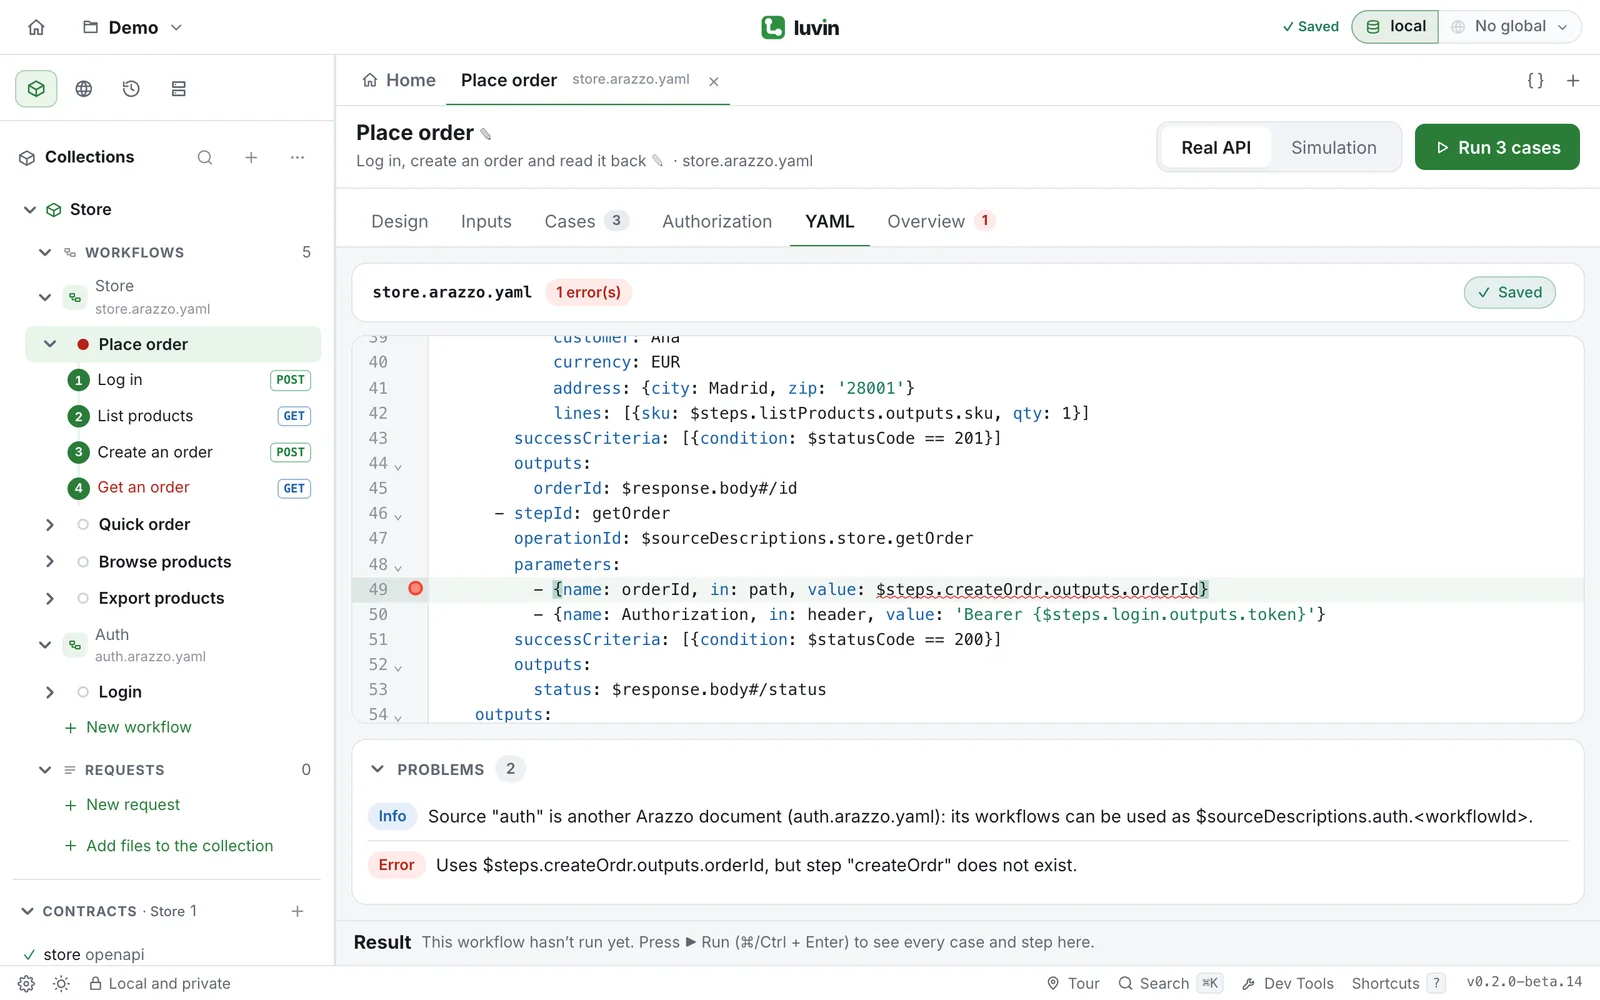 Demo
luvin
Saved
local
No global
Home
Place order store.arazzo.yaml
{} +
Collections
Place order
Log in, create an order and read it back · store.arazzo.yaml
Real API
Simulation
Run 3 cases
Store
WORKFLOWS 5
Store
store.arazzo.yaml
Place order
1 Log in POST
2 List products GET
3 Create an order POST
4 Get an order GET
Quick order
Browse products
Export products
Auth
auth.arazzo.yaml
Login
+ New workflow
REQUESTS 0
+ New request
+ Add files to the collection
CONTRACTS · Store 1 +
store openapi
Design
Inputs
Cases 3
Authorization
YAML
Overview 1
store.arazzo.yaml 1 error(s)
Saved
39 customer: Ana
40 currency: EUR
41 address: {city: Madrid, zip: '28001'}
42 lines: [{sku: $steps.listProducts.outputs.sku, qty: 1}]
43 successCriteria: [{condition: $statusCode == 201}]
44 outputs:
45 orderId: $response.body#/id
46 - stepId: getOrder
47 operationId: $sourceDescriptions.store.getOrder
48 parameters:
49 - {name: orderId, in: path, value: $steps.createOrdr.outputs.orderId}
50 - {name: Authorization, in: header, value: 'Bearer {$steps.login.outputs.token}'}
51 successCriteria: [{condition: $statusCode == 200}]
52 outputs:
53 status: $response.body#/status
54 outputs:
PROBLEMS 2
Info Source "auth" is another Arazzo document (auth.arazzo.yaml): its workflows can be used as $sourceDescriptions.auth.<workflowId>.
Error Uses $steps.createOrdr.outputs.orderId, but step "createOrdr" does not exist.
Result This workflow hasn't run yet. Press ▶ Run (⌘/Ctrl + Enter) to see every case and step here.
Local and private
Tour
Search ⌘K
Dev Tools
Shortcuts ?
v0.2.0-beta.14